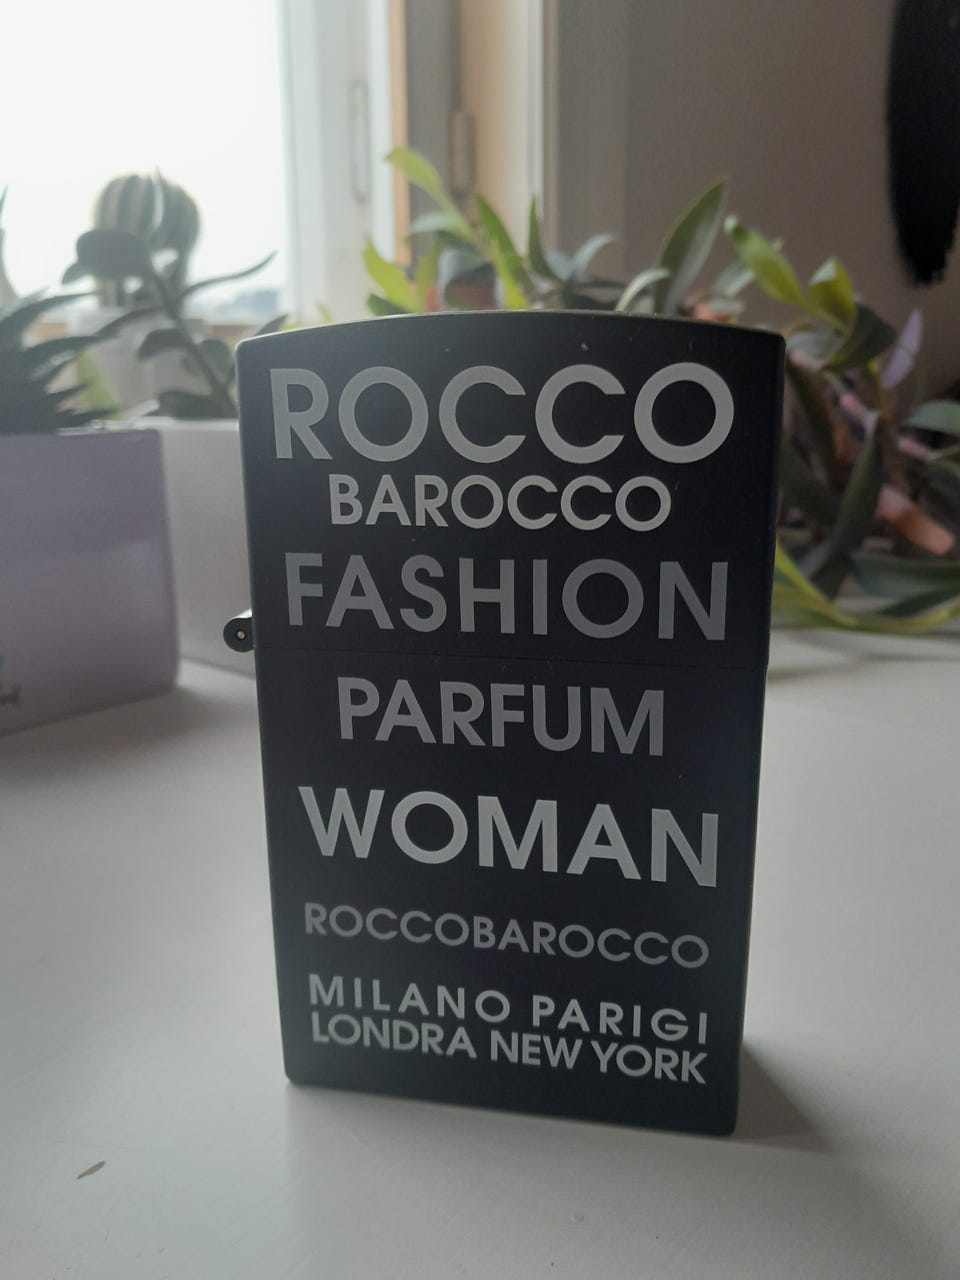 ROCCO
BAROCCO
FASHION
PARFUM
WOMAN
ROCCOBAROCCO
MILANO PARIGI
LONDRA NEW YORK